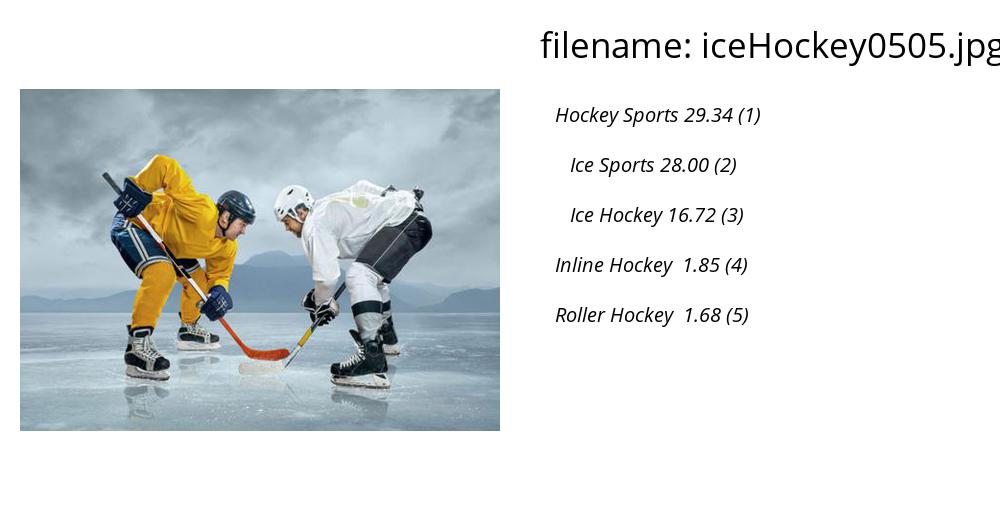 filename: iceHockey0505.jpg
Hockey Sports 29.34 (1)
Ice Sports 28.00 (2)
Ice Hockey 16.72 (3)
Inline Hockey 1.85 (4)
Roller Hockey 1.68 (5)